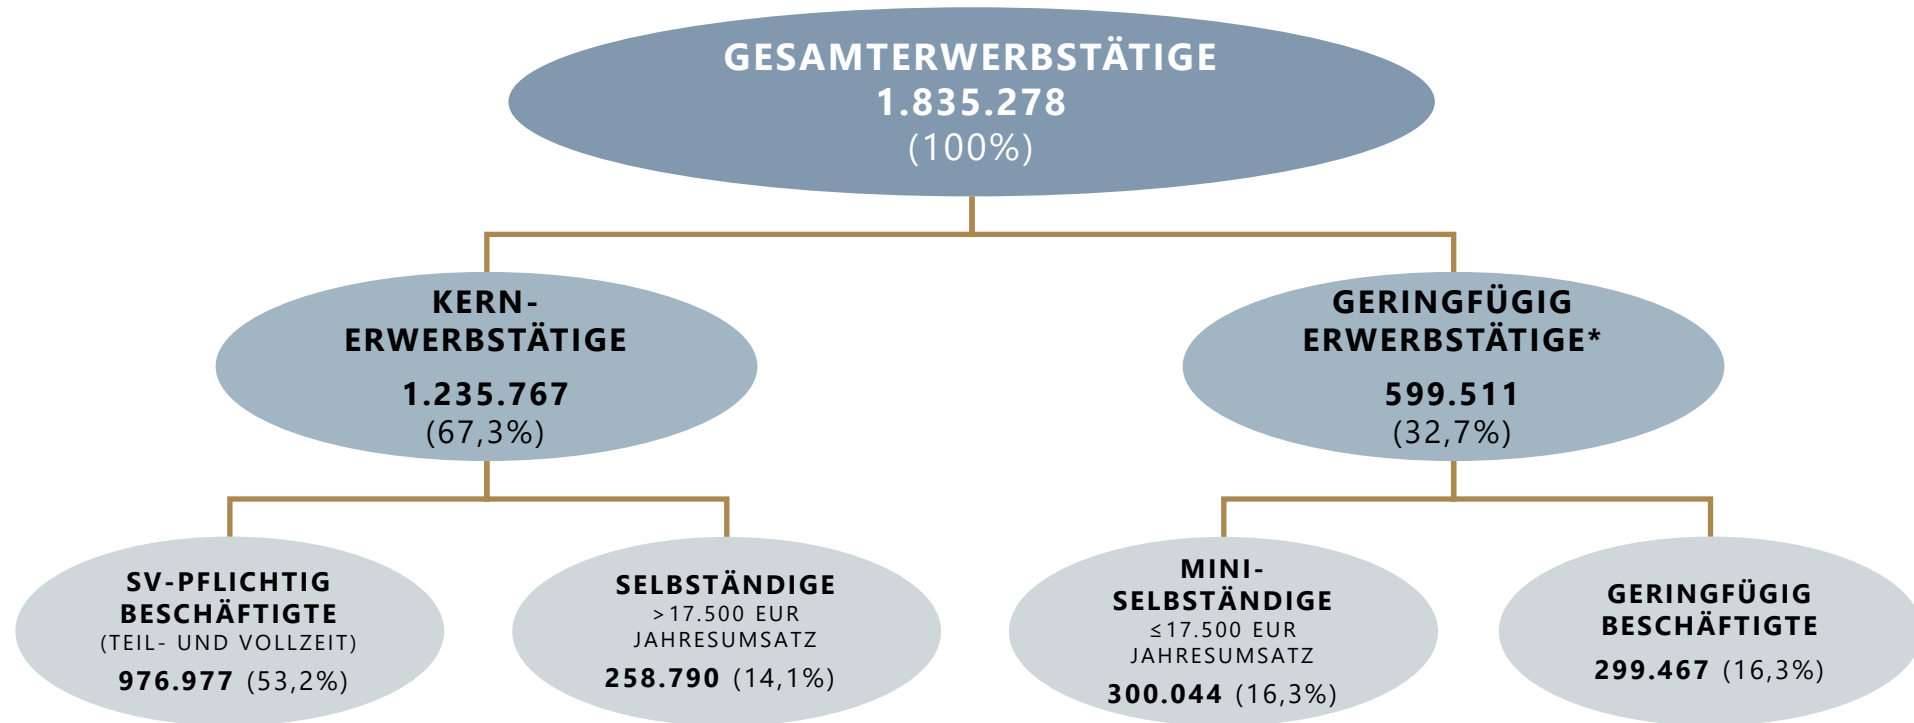 GESAMTERWERBSTÄTIGE
1.835.278
(100%)
KERN-
ERWERBSTÄTIGE
1.235.767
(67,3%)
GERINGFÜGIG
ERWERBSTÄTIGE*
599.511
(32,7%)
SV-PFLICHTIG
BESCHÄFTIGTE
(TEIL- UND VOLLZEIT)
976.977 (53,2%)
SELBSTÄNDIGE
>17.500 EUR
JAHRESUMSATZ
258.790 (14,1%)
MINI-
SELBSTÄNDIGE
≤17.500 EUR
JAHRESUMSATZ
300.044 (16,3%)
GERINGFÜGIG
BESCHÄFTIGTE
299.467 (16,3%)